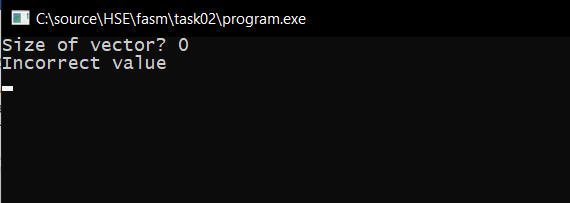 C:\source\HSE\fasm\task02\program.exe
Size of vector? 0
Incorrect value